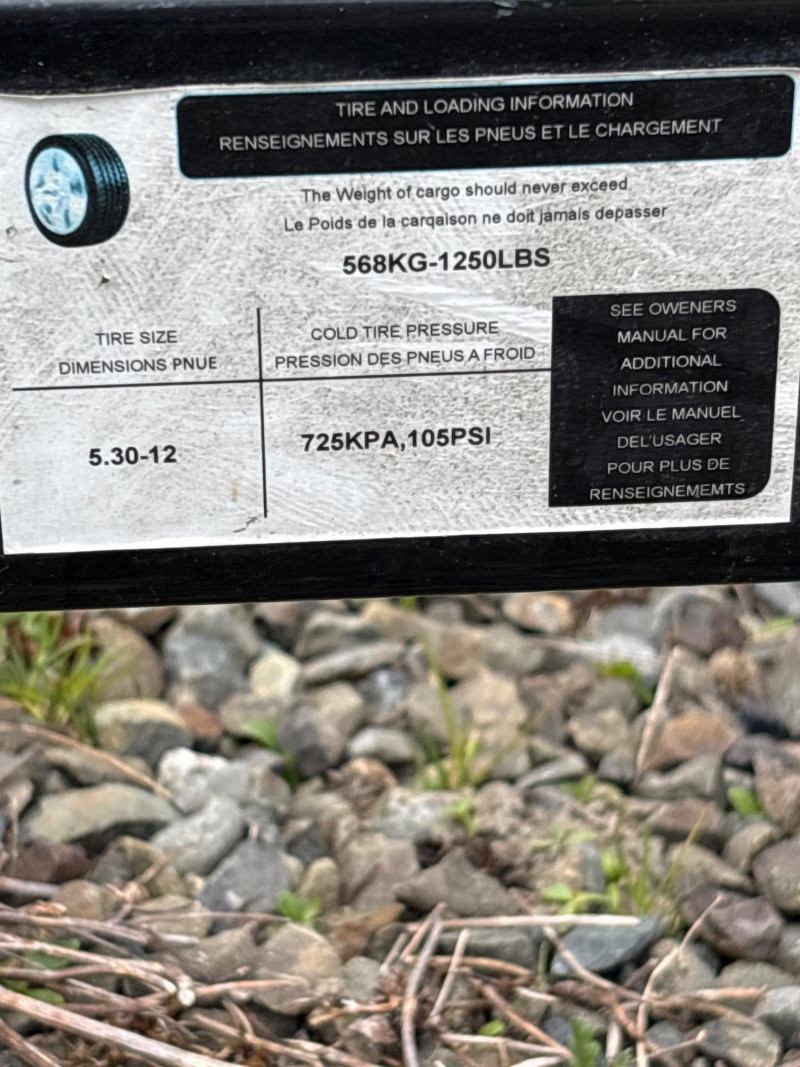 TIRE AND LOADING INFORMATION
RENSEIGNEMENTS SUR LES PNEUS ET LE CHARGEMENT
The Weight of cargo should never exceed
Le Poids de la carqaison ne doit jamais depasser
568KG-1250LBS
TIRE SIZE
DIMENSIONS PNUE
COLD TIRE PRESSURE
PRESSION DES PNEUS A FROID
5.30-12
725KPA,105PSI
SEE OWENERS
MANUAL FOR
ADDITIONAL
INFORMATION
VOIR LE MANUEL
DEL'USAGER
POUR PLUS DE
RENSEIGNEMEMTS